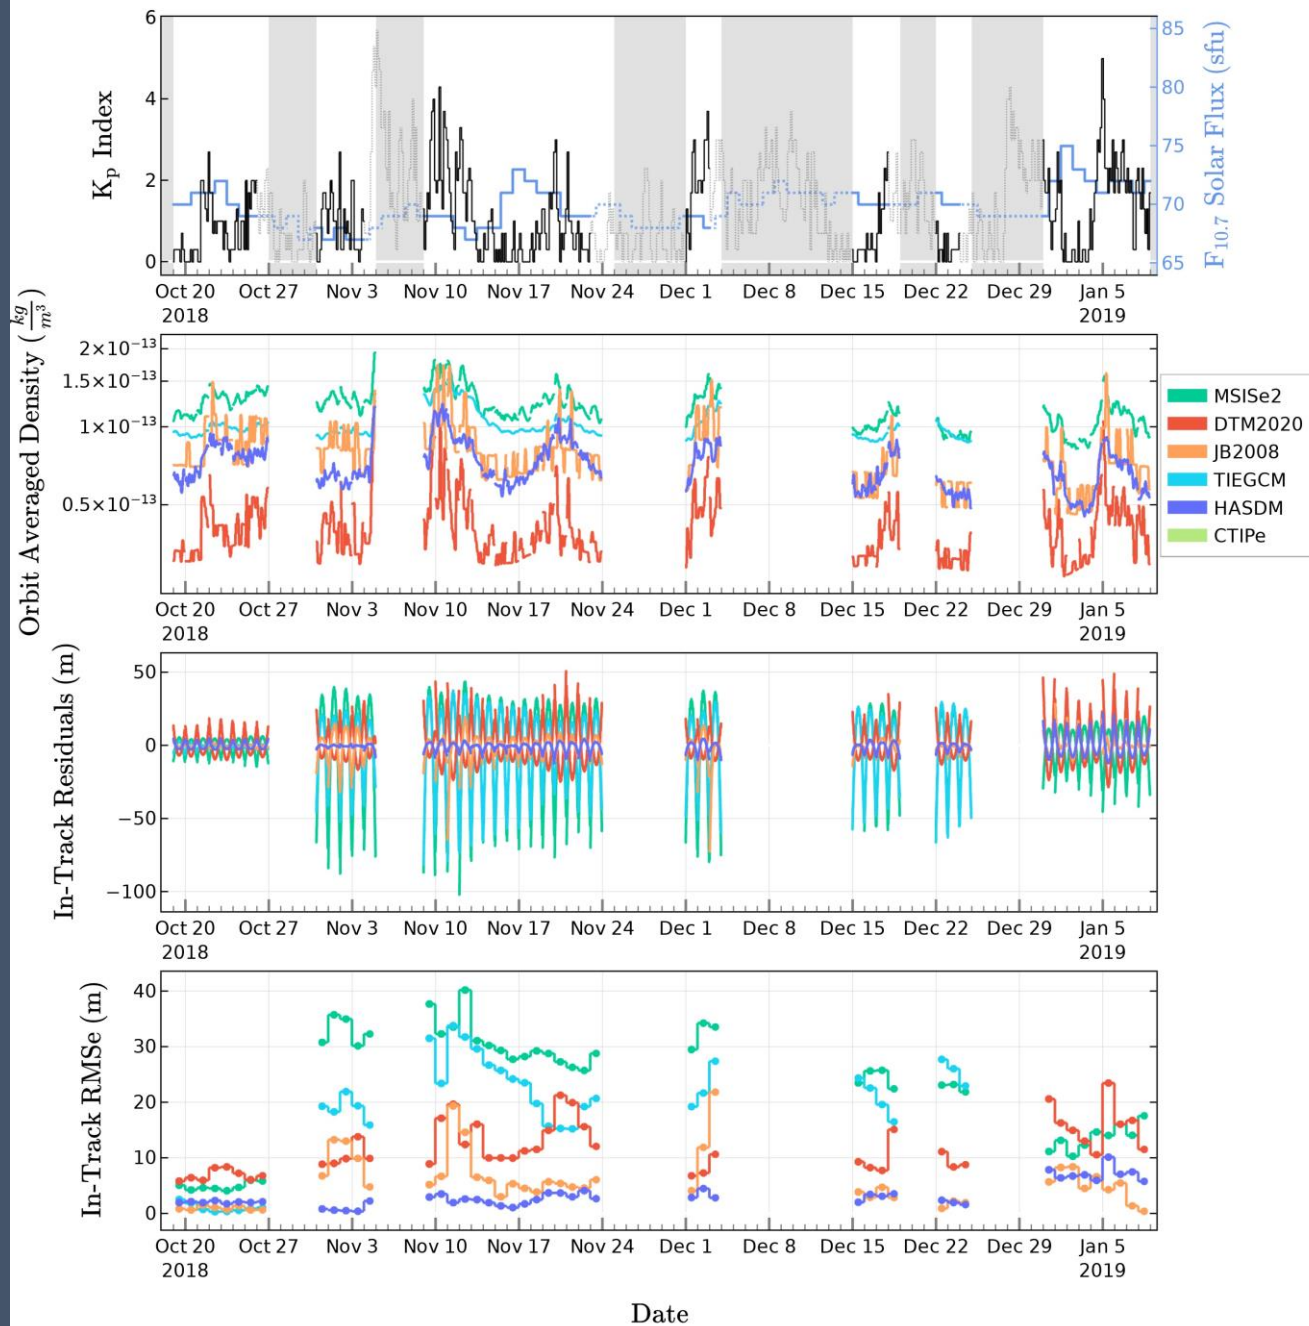 6
4
2
0
K_p Index
85
80
75
70
65
F_10.7 Solar Flux (sfu)
Oct 20 Oct 27 Nov 3 Nov 10 Nov 17 Nov 24 Dec 1 Dec 8 Dec 15 Dec 22 Dec 29 Jan 5
2018 2019
Orbit Averaged Density (kg/m³)
2×10⁻¹³
1.5×10⁻¹³
1×10⁻¹³
0.5×10⁻¹³
MSISe2
DTM2020
JB2008
TIEGCM
HASDM
CTIPe
Oct 20 Oct 27 Nov 3 Nov 10 Nov 17 Nov 24 Dec 1 Dec 8 Dec 15 Dec 22 Dec 29 Jan 5
2018 2019
In-Track Residuals (m)
50
0
−50
−100
Oct 20 Oct 27 Nov 3 Nov 10 Nov 17 Nov 24 Dec 1 Dec 8 Dec 15 Dec 22 Dec 29 Jan 5
2018 2019
In-Track RMSe (m)
40
30
20
10
0
Oct 20 Oct 27 Nov 3 Nov 10 Nov 17 Nov 24 Dec 1 Dec 8 Dec 15 Dec 22 Dec 29 Jan 5
2018 2019
Date